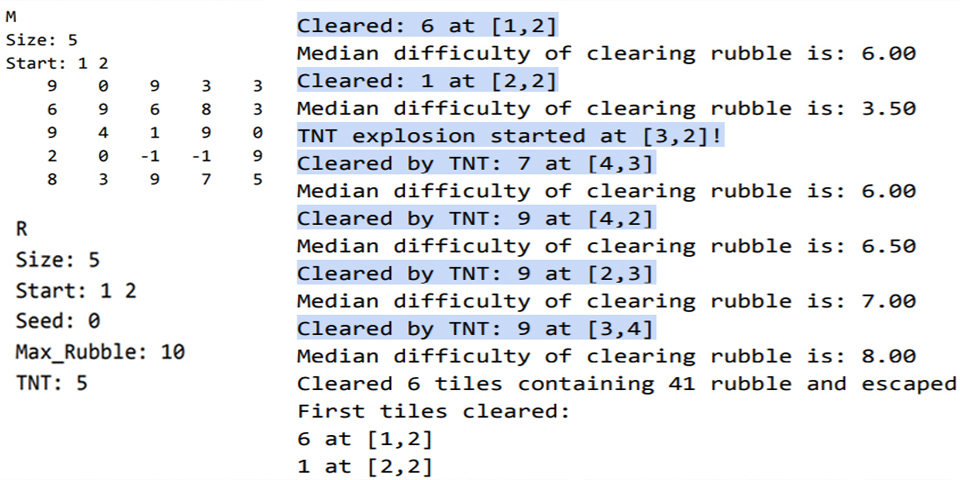 M
Size: 5
Start: 1 2
9 0 9 3 3
6 9 6 8 3
9 4 1 9 0
2 0 -1 -1 9
8 3 9 7 5
R
Size: 5
Start: 1 2
Seed: 0
Max_Rubble: 10
TNT: 5
Cleared: 6 at [1,2]
Median difficulty of clearing rubble is: 6.00
Cleared: 1 at [2,2]
Median difficulty of clearing rubble is: 3.50
TNT explosion started at [3,2]!
Cleared by TNT: 7 at [4,3]
Median difficulty of clearing rubble is: 6.00
Cleared by TNT: 9 at [4,2]
Median difficulty of clearing rubble is: 6.50
Cleared by TNT: 9 at [2,3]
Median difficulty of clearing rubble is: 7.00
Cleared by TNT: 9 at [3,4]
Median difficulty of clearing rubble is: 8.00
Cleared 6 tiles containing 41 rubble and escaped
First tiles cleared:
6 at [1,2]
1 at [2,2]